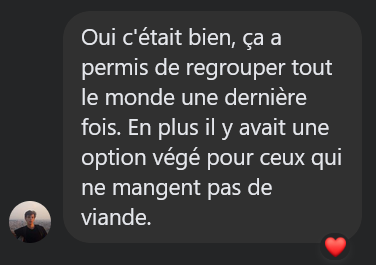 Oui c'était bien, ça a
permis de regrouper tout
le monde une dernière
fois. En plus il y avait une
option végé pour ceux qui
ne mangent pas de
viande.